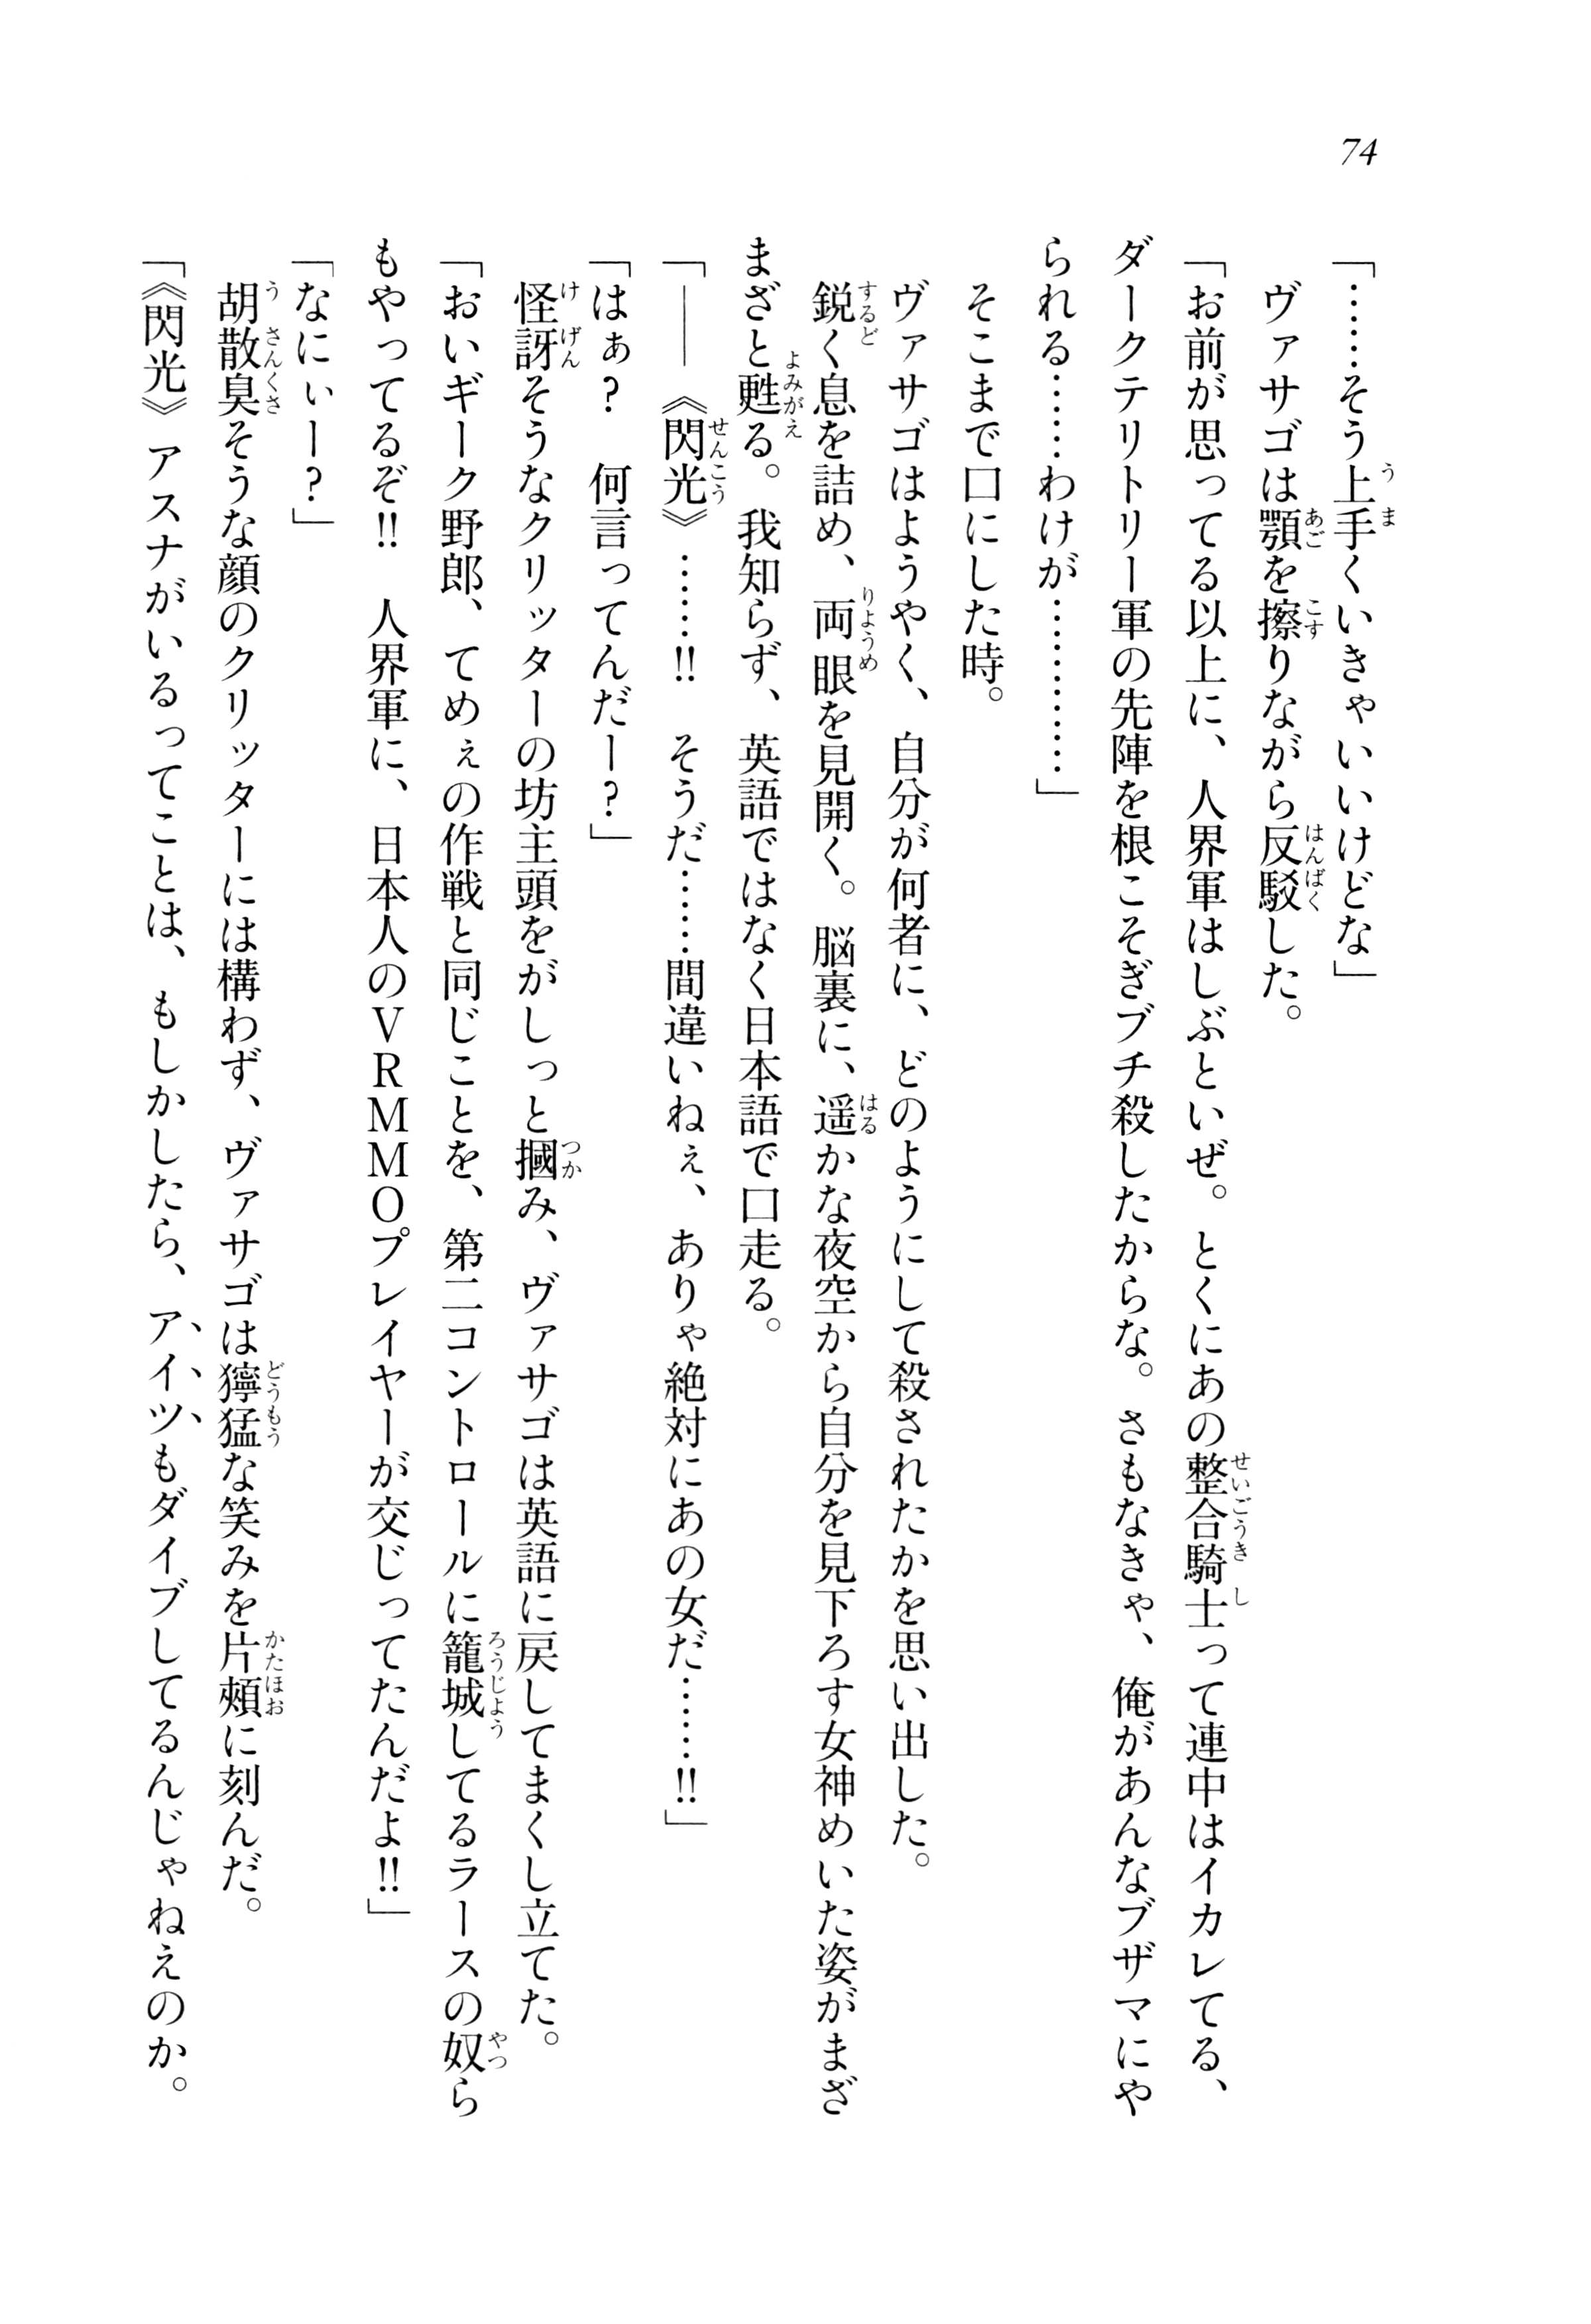 74
「……そう上手くいきゃいいけどな」
ヴァサゴは顎を擦りながら反駁した。
「お前が思ってる以上に、人界軍はしぶといぜ。とくにあの整合騎士って連中はイカレてる、
ダークテリトリー軍の先陣を根こそぎブチ殺したからな。さもなきゃ、俺があんなブザマにや
られる……わけが…………」
そこまで口にした時。
ヴァサゴはようやく、自分が何者に、どのようにして殺されたかを思い出した。
鋭く息を詰め、両眼を見開く。脳裏に、遥かな夜空から自分を見下ろす女神めいた姿がまざ
まざと甦る。我知らず、英語ではなく日本語で口走る。
「――《閃光》……!! そうだ……間違いねぇ、ありゃ絶対にあの女だ……!!」
「はぁ? 何言ってんだー?」
怪訝そうなクリッターの坊主頭をがしっと摑み、ヴァサゴは英語に戻してまくし立てた。
「おいギーク野郎、てめぇの作戦と同じことを、第二コントロールに籠城してるラースの奴ら
もやってるぞ!! 人界軍に、日本人のVRMMOプレイヤーが交じってたんだよ!!」
「なにぃー?」
胡散臭そうな顔のクリッターには構わず、ヴァサゴは獰猛な笑みを片頰に刻んだ。
「《閃光》アスナがいるってことは、もしかしたら、アイツもダイブしてるんじゃねえのか。